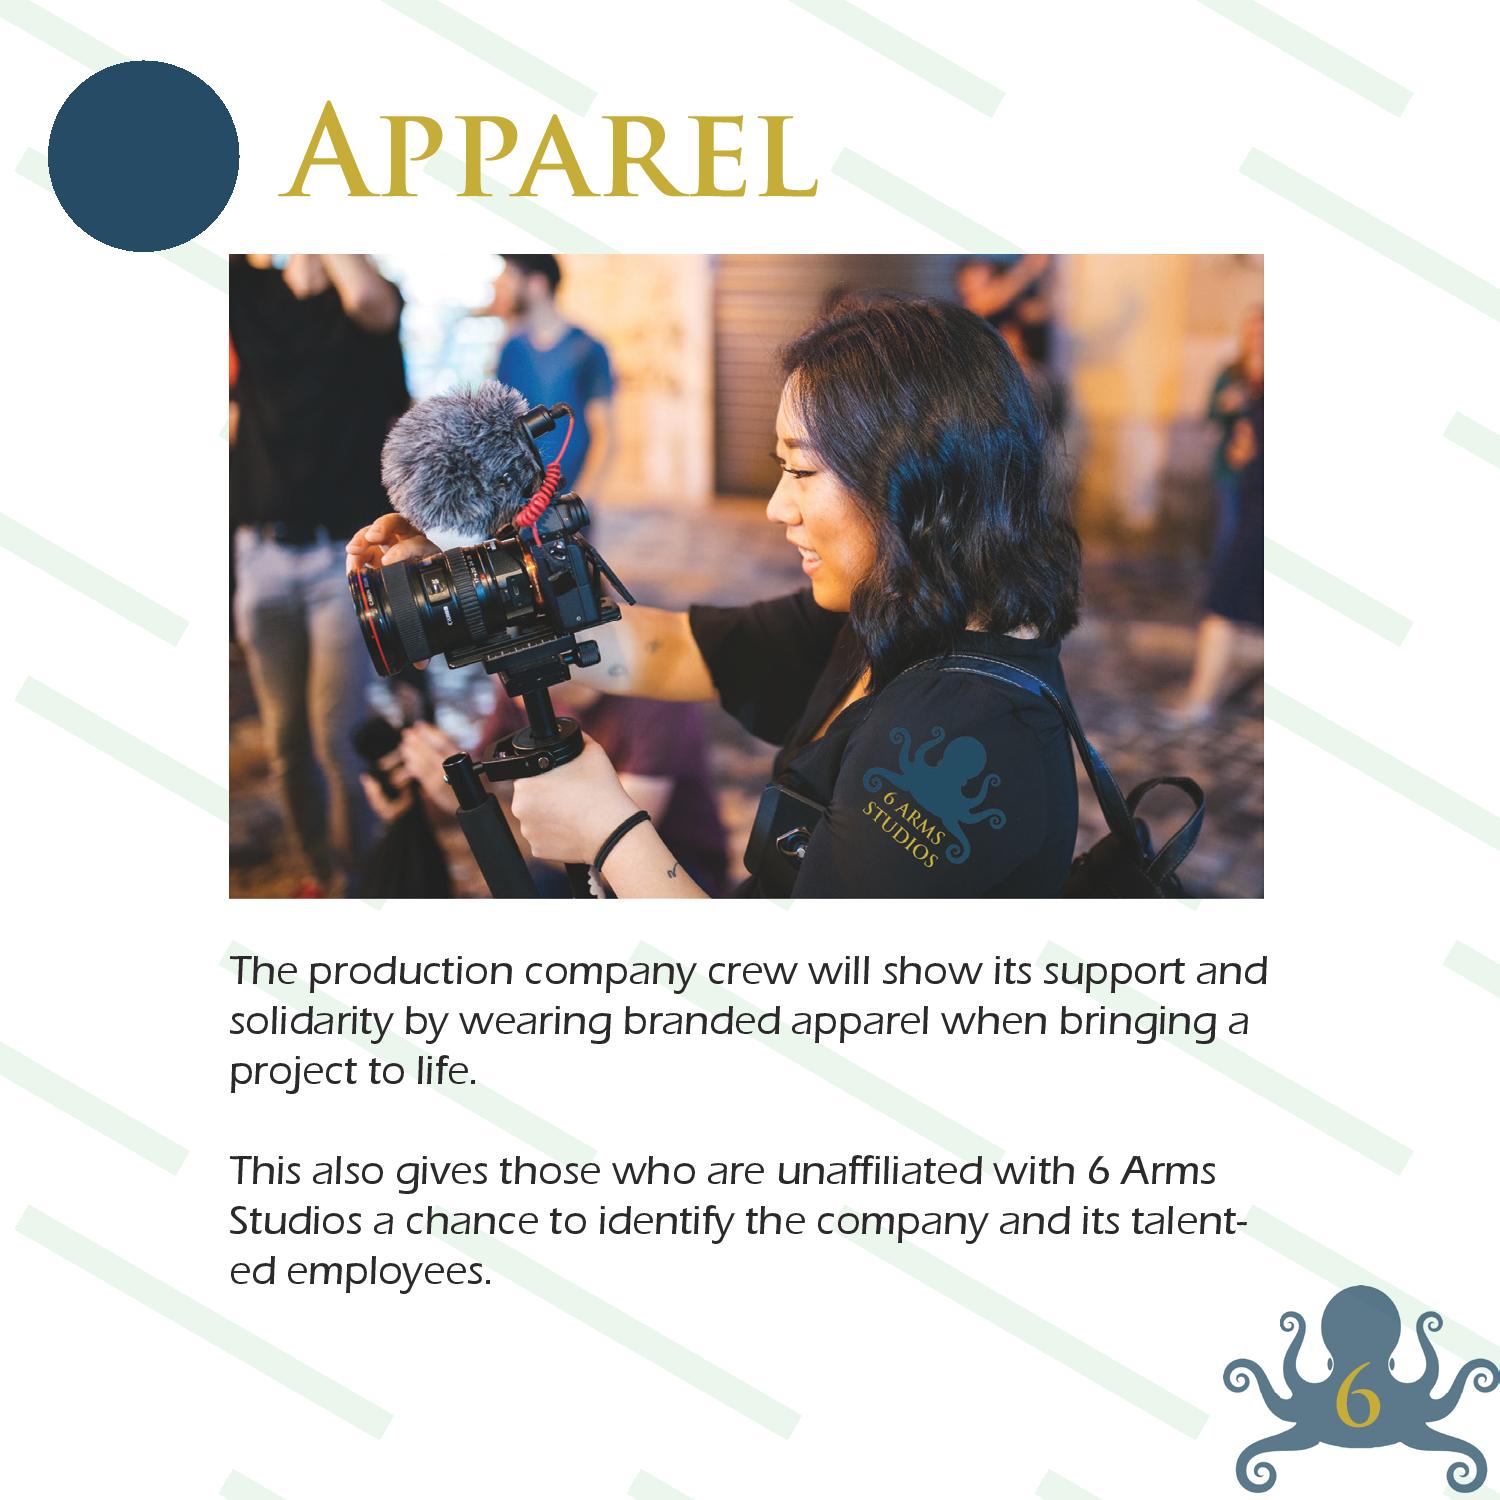 APPAREL
6 ARMS
STUDIOS
The production company crew will show its support and
solidarity by wearing branded apparel when bringing a
project to life.
This also gives those who are unaffiliated with 6 Arms
Studios a chance to identify the company and its talent-
ed employees.
6